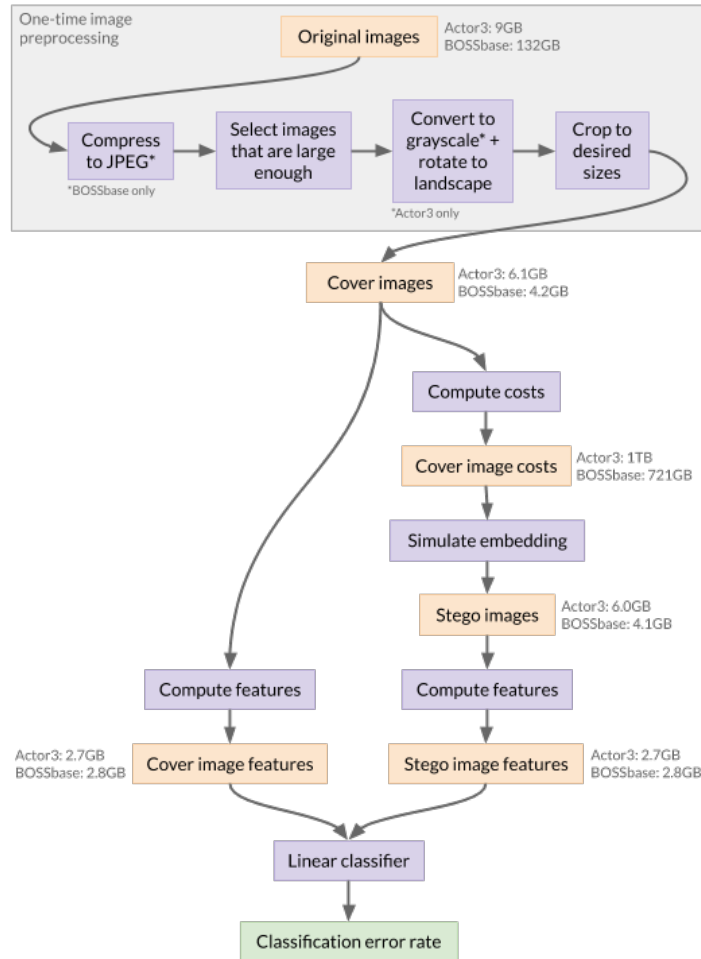 One-time image
preprocessing
Original images
Actor3: 9GB
BOSSbase: 132GB
Compress
to JPEG*
*BOSSbase only
Select images
that are large
enough
Convert to
grayscale* +
rotate to
landscape
*Actor3 only
Crop to
desired
sizes
Cover images
Actor3: 6.1GB
BOSSbase: 4.2GB
Compute costs
Cover image costs
Actor3: 1TB
BOSSbase: 721GB
Simulate embedding
Stego images
Actor3: 6.0GB
BOSSbase: 4.1GB
Compute features
Compute features
Actor3: 2.7GB
BOSSbase: 2.8GB
Cover image features
Stego image features
Actor3: 2.7GB
BOSSbase: 2.8GB
Linear classifier
Classification error rate